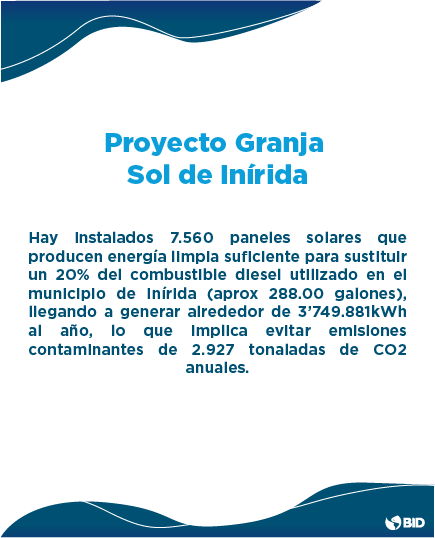 Proyecto Granja
Sol de Inírida
Hay instalados 7.560 paneles solares que
producen energía limpia suficiente para sustituir
un 20% del combustible diesel utilizado en el
municipio de Inírida (aprox 288.00 galones),
llegando a generar alrededor de 3’749.881kWh
al año, lo que implica evitar emisiones
contaminantes de 2.927 tonaladas de CO2
anuales.
BID